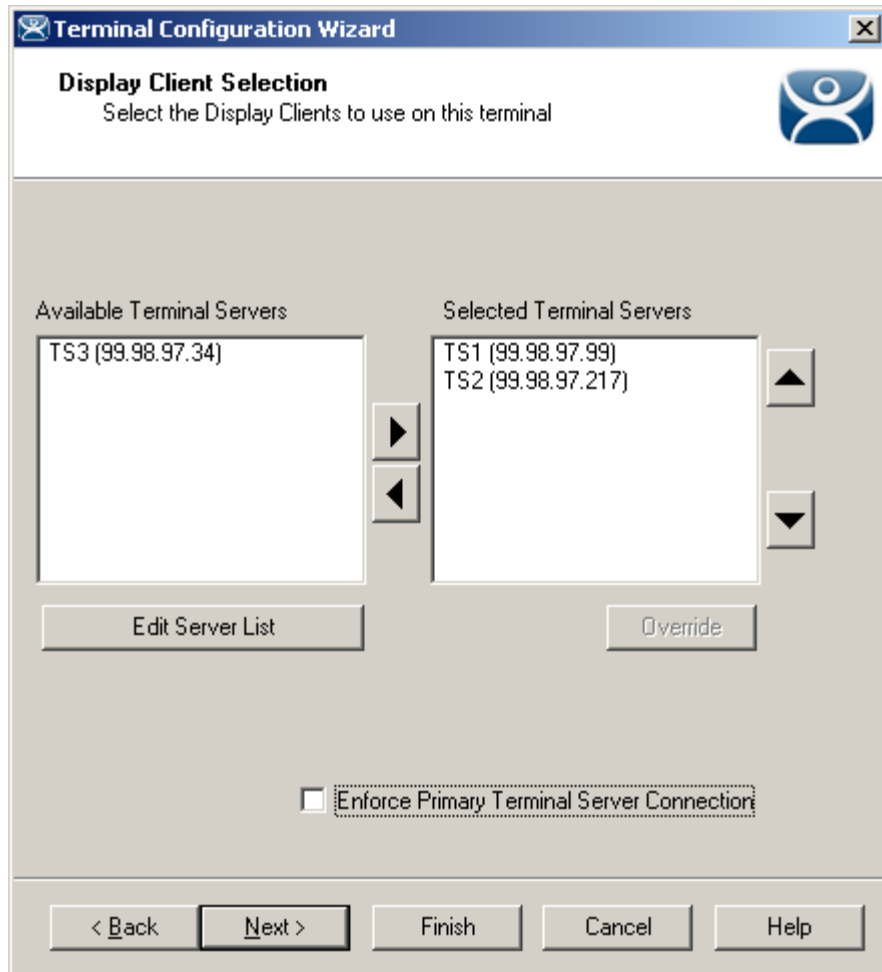 Terminal Configuration Wizard
Display Client Selection
Select the Display Clients to use on this terminal
Available Terminal Servers
Selected Terminal Servers
TS3 (99.98.97.34)
TS1 (99.98.97.99)
TS2 (99.98.97.217)
Edit Server List
Override
Enforce Primary Terminal Server Connection
< Back
Next >
Finish
Cancel
Help